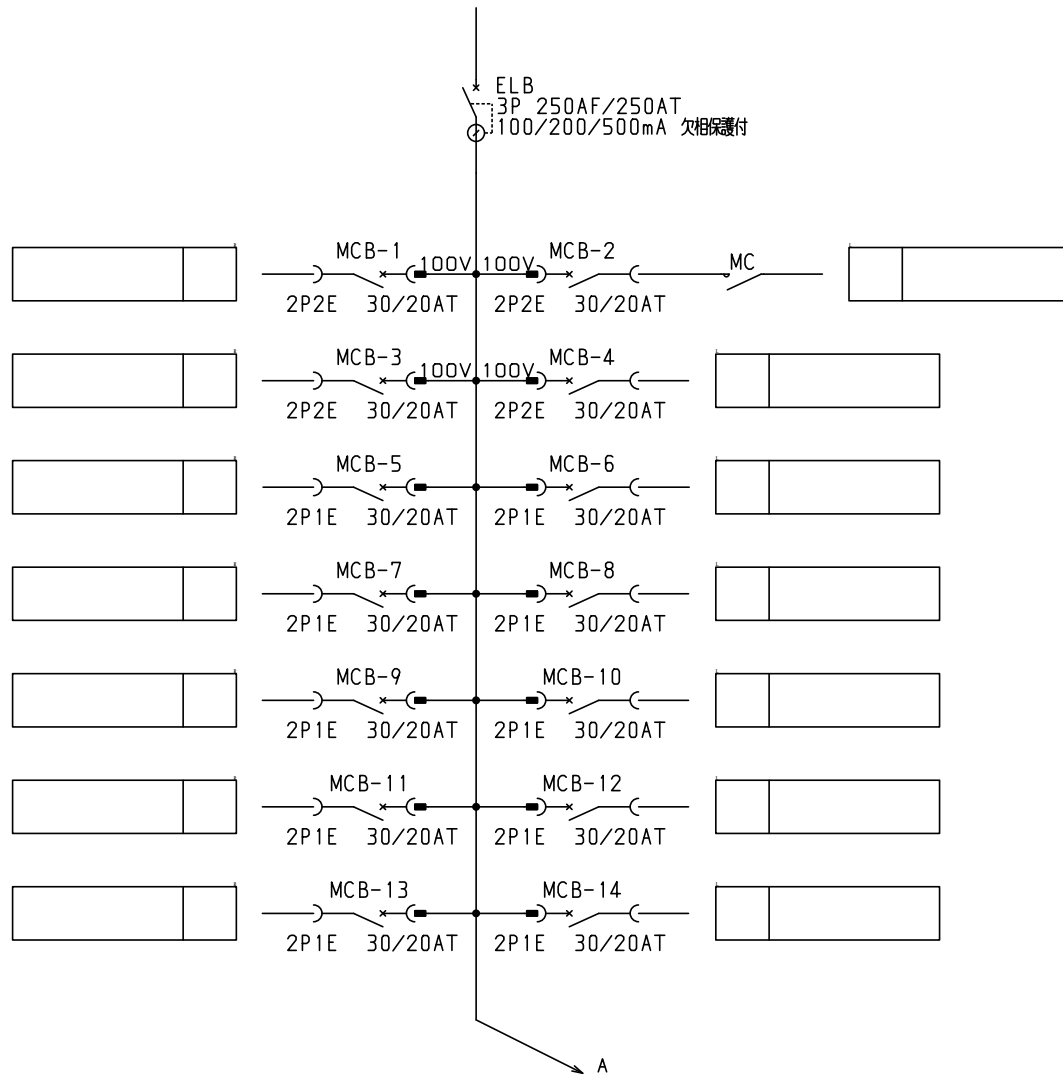 ELB
3P 250AF/250AT
100/200/500mA 欠相保護付
MCB-1 100V 100V MCB-2 MC
2P2E 30/20AT 2P2E 30/20AT
MCB-3 100V 100V MCB-4
2P2E 30/20AT 2P2E 30/20AT
MCB-5 MCB-6
2P1E 30/20AT 2P1E 30/20AT
MCB-7 MCB-8
2P1E 30/20AT 2P1E 30/20AT
MCB-9 MCB-10
2P1E 30/20AT 2P1E 30/20AT
MCB-11 MCB-12
2P1E 30/20AT 2P1E 30/20AT
MCB-13 MCB-14
2P1E 30/20AT 2P1E 30/20AT
A